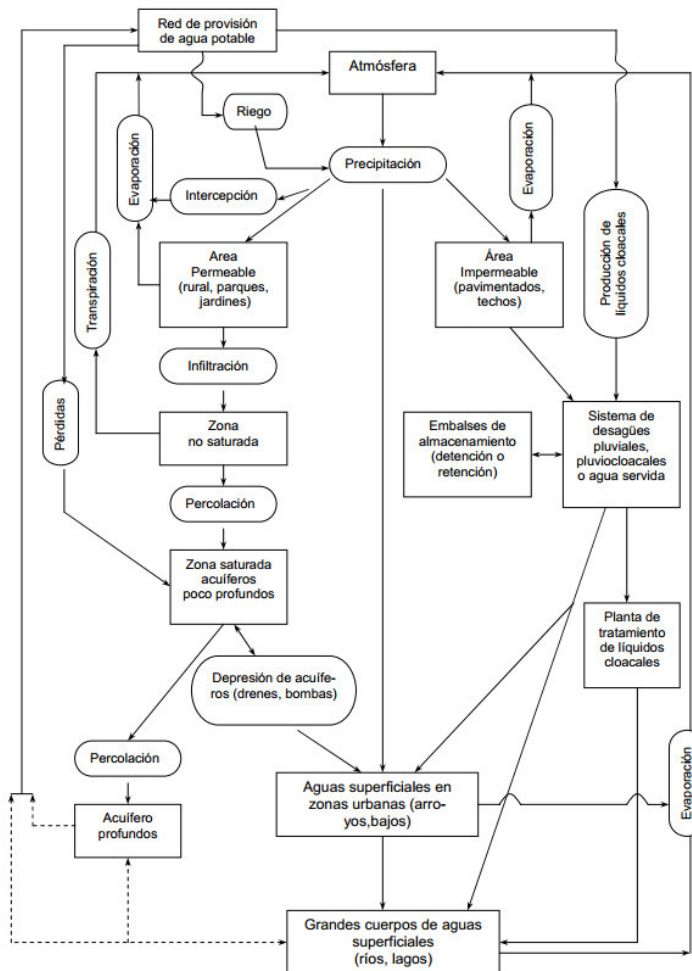 Red de provisión
de agua potable
Atmósfera
Riego
Precipitación
Evaporación
Intercepción
Evaporación
Transpiración
Area
Permeable
(rural, parques,
jardines)
Área
Impermeable
(pavimentados,
techos)
Producción de
líquidos cloacales
Infiltración
Pérdidas
Zona
no saturada
Embalses de
almacenamiento
(detención o
retención)
Sistema de
desagües
pluviales,
pluviocloacales
o agua servida
Percolación
Zona saturada
acuíferos
poco profundos
Planta de
tratamiento
de líquidos
cloacales
Depresión de acuífe-
ros (drenes, bombas)
Percolación
Evaporación
Aguas superficiales en
zonas urbanas (arro-
yos,bajos)
Acuífero
profundos
Grandes cuerpos de aguas
superficiales
(ríos, lagos)